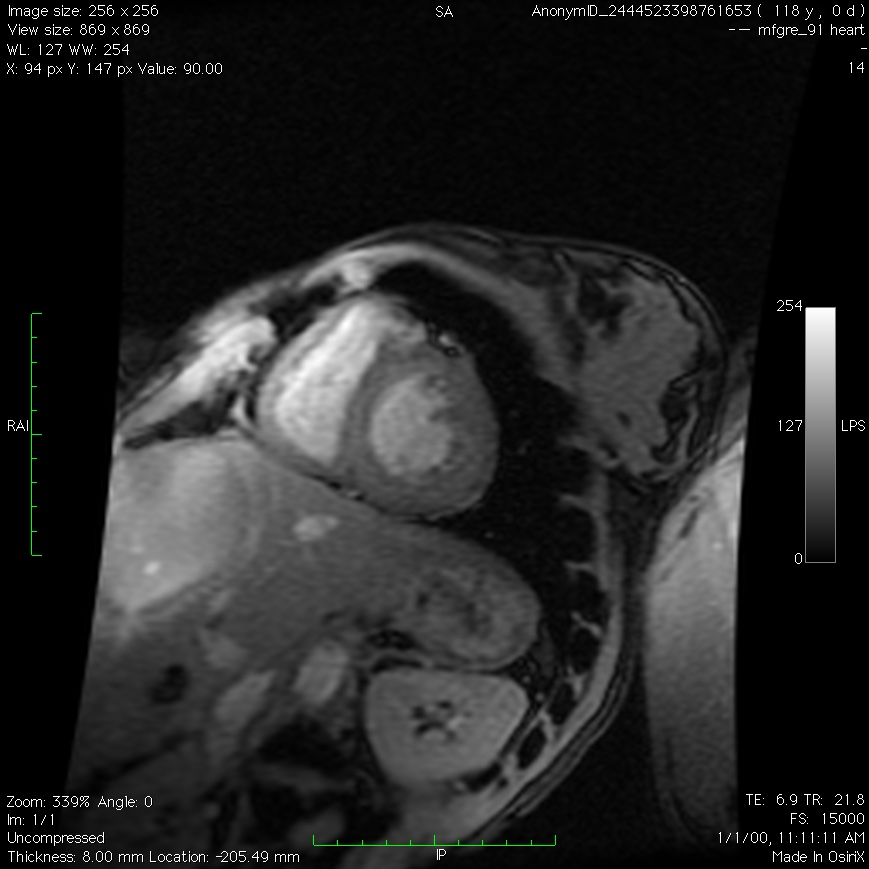 Image size: 256 x 256
View size: 869 x 869
WL: 127 WW: 254
X: 94 px Y: 147 px Value: 90.00
SA
AnonymID_2444523398761653 ( 118 y , 0 d )
-- mfgre_91 heart
-
14
254
RAI
127
LPS
0
Zoom: 339% Angle: 0
Im: 1/1
Uncompressed
Thickness: 8.00 mm Location: -205.49 mm
IP
TE: 6.9 TR: 21.8
FS: 15000
1/1/00, 11:11:11 AM
Made In OsiriX